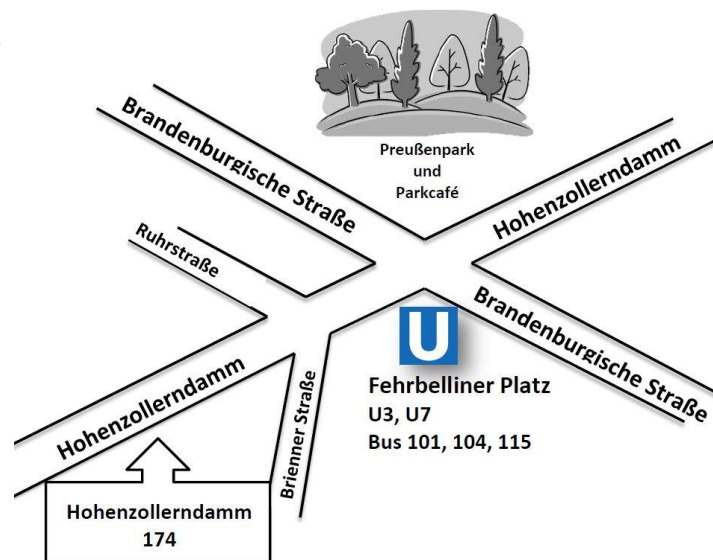 Brandenburgische Straße
Preußenpark
und
Parkcafé
Hohenzollerndamm
Ruhrstraße
U
Fehrbelliner Platz
U3, U7
Bus 101, 104, 115
Brandenburgische Straße
Hohenzollerndamm
Brienner Straße
Hohenzollerndamm
174